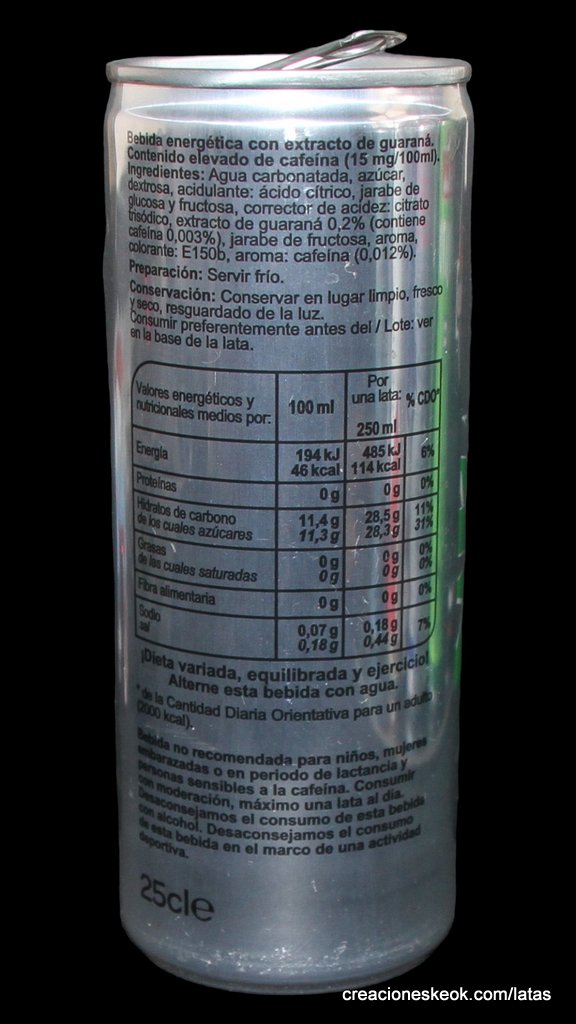 Bebida energética con extracto de guaraná.
Contenido elevado de cafeína (15 mg/100ml).
Ingredientes: Agua carbonatada, azúcar,
dextrosa, acidulante: ácido cítrico, jarabe de
glucosa y fructosa, corrector de acidez: citrato
trisódico, extracto de guaraná 0,2% (contiene
cafeína 0,003%), jarabe de fructosa, aroma,
colorante: E150b, aroma: cafeína (0,012%).
Preparación: Servir frío.
Conservación: Conservar en lugar limpio, fresco
y seco, resguardado de la luz.
Consumir preferentemente antes del / Lote: ver
en la base de la lata.
Valores energéticos y nutricionales medios por: 100 ml Por una lata: 250 ml % CDO*
Energía 194 kJ 485 kJ 6%
46 kcal 114 kcal
Proteínas 0 g 0 g 0%
Hidratos de carbono 11,4 g 28,5 g 11%
de los cuales azúcares 11,3 g 28,3 g 31%
Grasas 0 g 0 g 0%
de las cuales saturadas 0 g 0 g 0%
Fibra alimentaria 0 g 0 g 0%
Sodio 0,07 g 0,18 g 7%
sal 0,18 g 0,44 g
¡Dieta variada, equilibrada y ejercicio!
Alterne esta bebida con agua.
* de la Cantidad Diaria Orientativa para un adulto
(2000 kcal).
Bebida no recomendada para niños, mujeres
embarazadas o en periodo de lactancia y
personas sensibles a la cafeína. Consumir
con moderación, máximo una lata al día.
Desaconsejamos el consumo de esta bebida
con alcohol. Desaconsejamos el consumo
de esta bebida en el marco de una actividad
deportiva.
25cl℮
creacioneskeok.com/latas